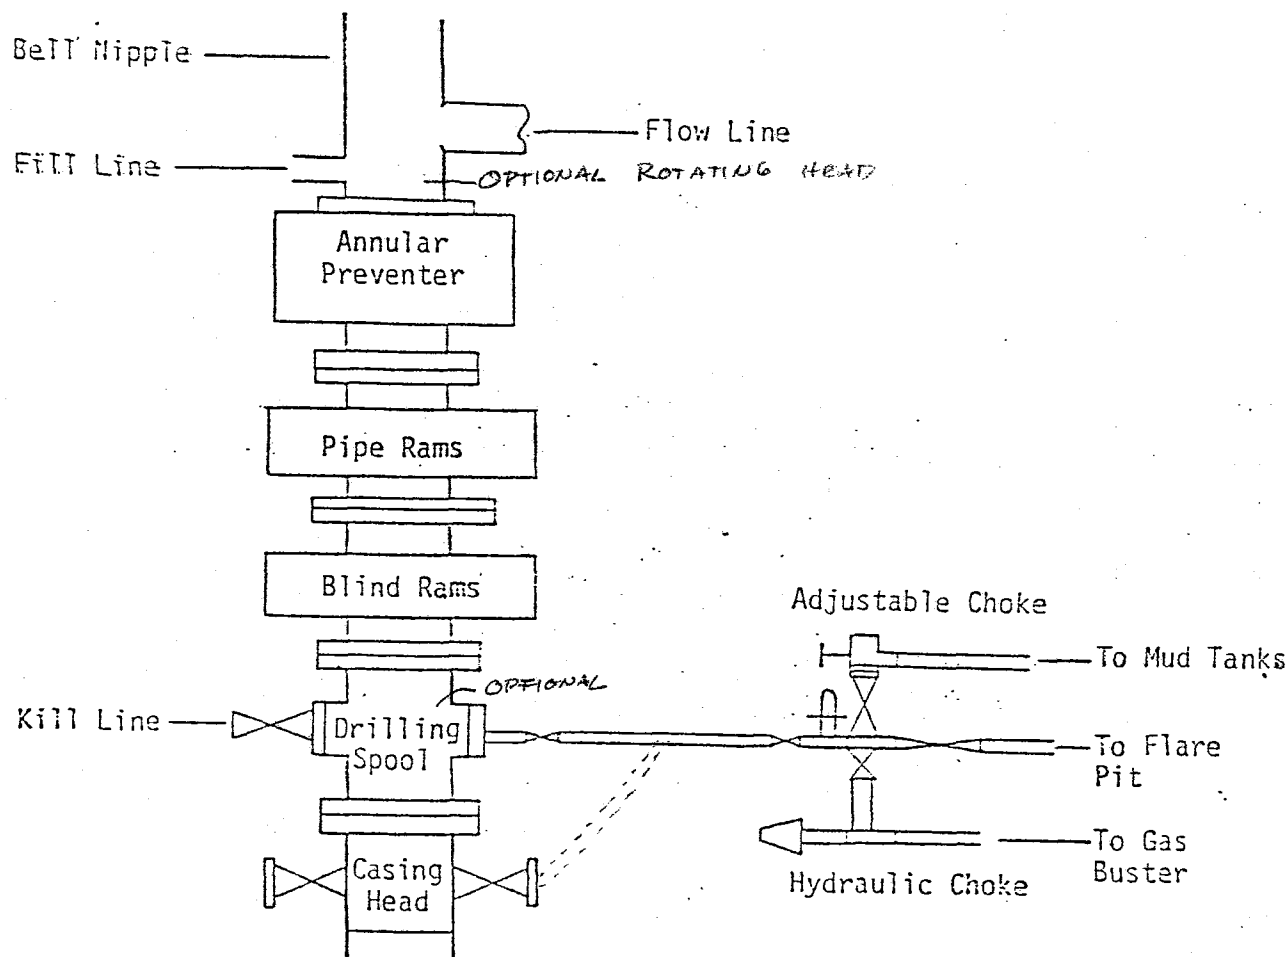 Bell Nipple
Flow Line
Fill Line
OPTIONAL ROTATING HEAD
Annular
Preventer
Pipe Rams
Blind Rams
Adjustable Choke
To Mud Tanks
OPTIONAL
Kill Line
Drilling
Spool
To Flare
Pit
To Gas
Buster
Casing
Head
Hydraulic Choke